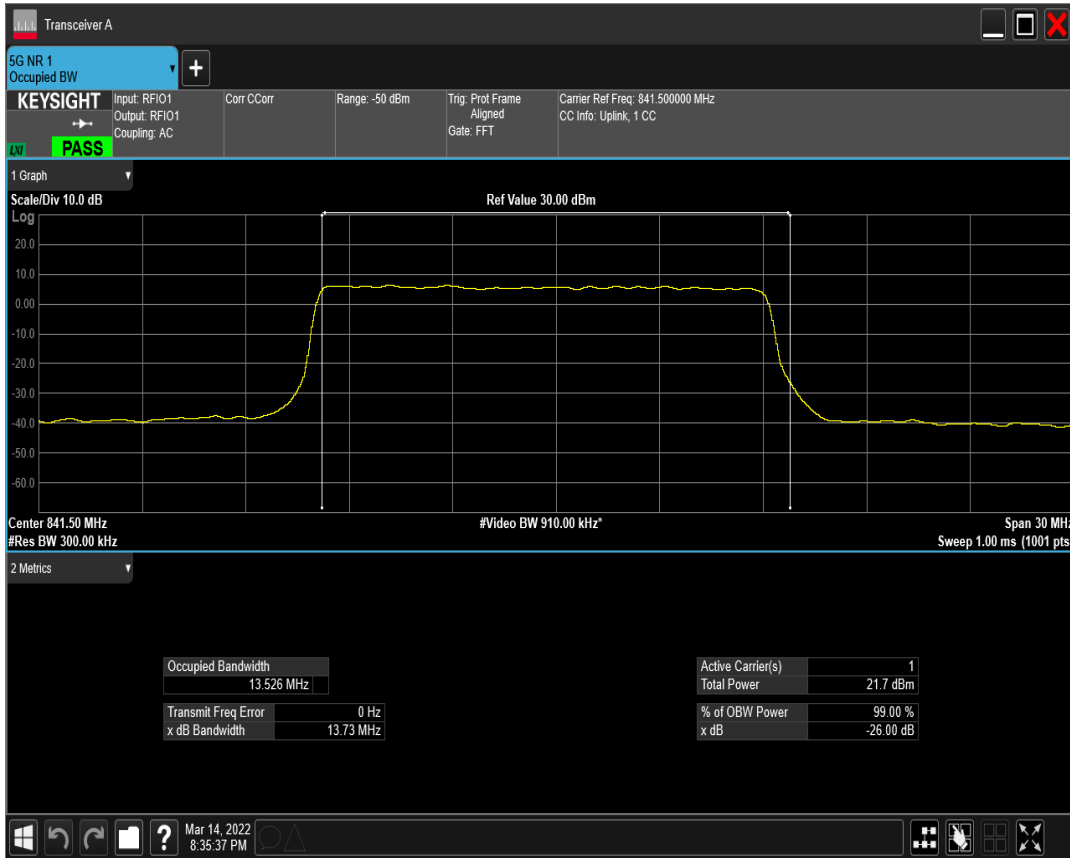 Transceiver A
5G NR 1
Occupied BW
+
KEYSIGHT
LXI
PASS
Input: RFIO1
Output: RFIO1
Coupling: AC
Corr CCorr
Range: -50 dBm
Trig: Prot Frame
Aligned
Gate: FFT
Carrier Ref Freq: 841.500000 MHz
CC Info: Uplink, 1 CC
1 Graph
Scale/Div 10.0 dB
Ref Value 30.00 dBm
Log
20.0
10.0
0.00
-10.0
-20.0
-30.0
-40.0
-50.0
-60.0
Center 841.50 MHz
#Video BW 910.00 kHz*
Span 30 MHz
#Res BW 300.00 kHz
Sweep 1.00 ms (1001 pts
2 Metrics
Occupied Bandwidth
13.526 MHz
Transmit Freq Error 0 Hz
x dB Bandwidth 13.73 MHz
Active Carrier(s) 1
Total Power 21.7 dBm
% of OBW Power 99.00 %
x dB -26.00 dB
?
Mar 14, 2022
8:35:37 PM